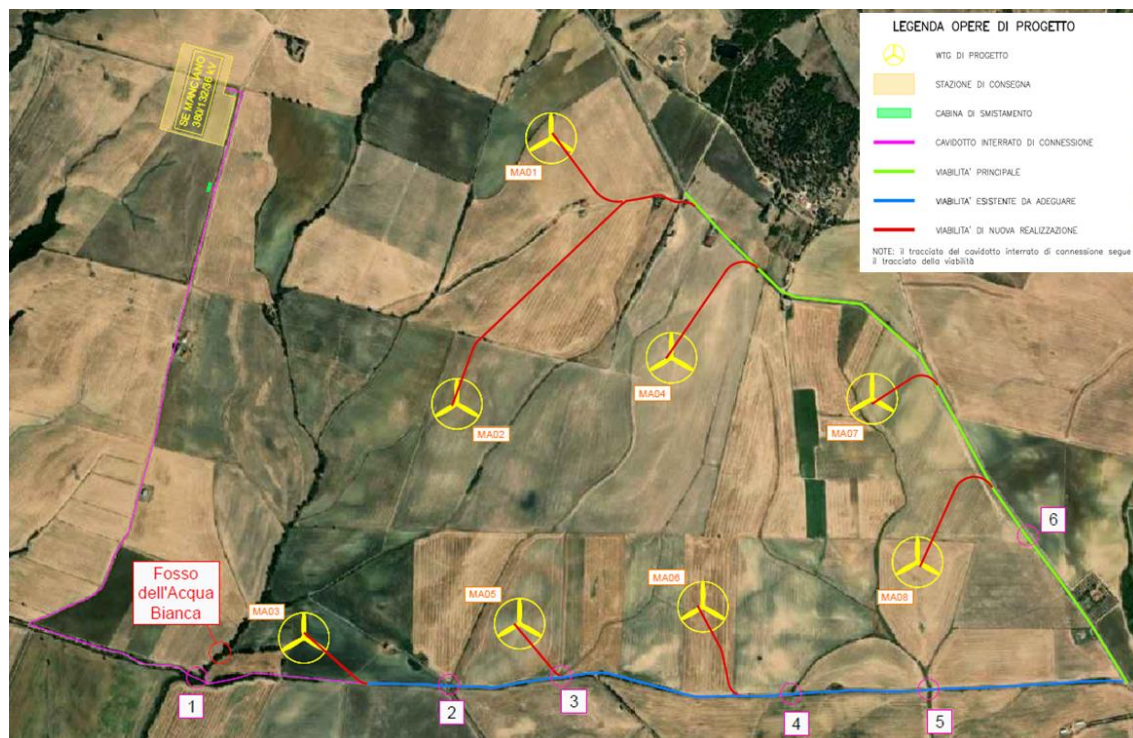 LEGENDA OPERE DI PROGETTO
WTG DI PROGETTO
STAZIONE DI CONSEGNA
CABINA DI SMISTAMENTO
CAVIDOTTO INTERRATO DI CONNESSIONE
VIABILITA' PRINCIPALE
VIABILITA' ESISTENTE DA ADEGUARE
VIABILITA' DI NUOVA REALIZZAZIONE
NOTE: il tracciato del cavidotto interrato di connessione segue
il tracciato della viabilità
SE MANCIANO
380/132/36 kV
MA01
MA04
MA02
MA07
6
Fosso
dell'Acqua
Bianca
MA03
MA05
MA06
MA08
1
2
3
4
5